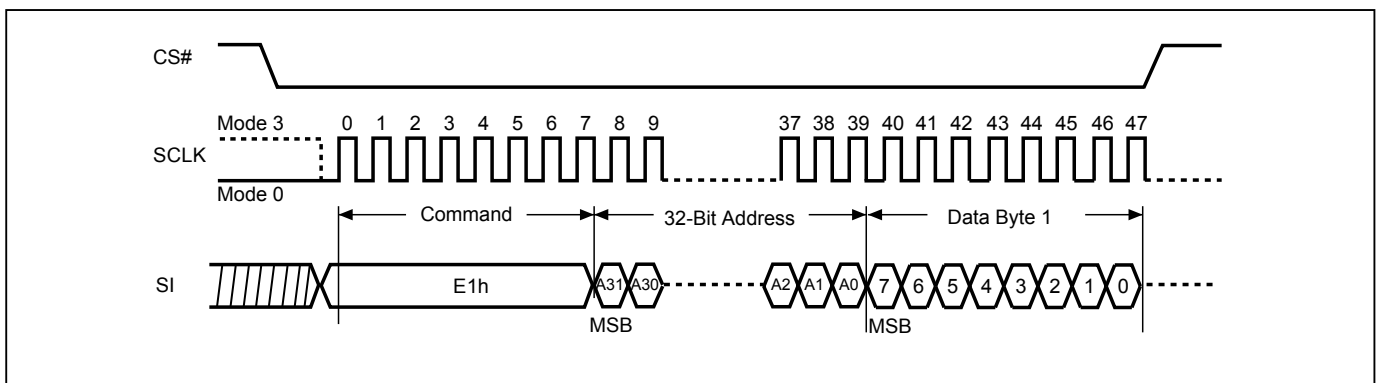 CS#
Mode 3 0 1 2 3 4 5 6 7 8 9 37 38 39 40 41 42 43 44 45 46 47
SCLK
Mode 0
Command 32-Bit Address Data Byte 1
SI E1h A31 A30 A2 A1 A0 7 6 5 4 3 2 1 0
MSB MSB